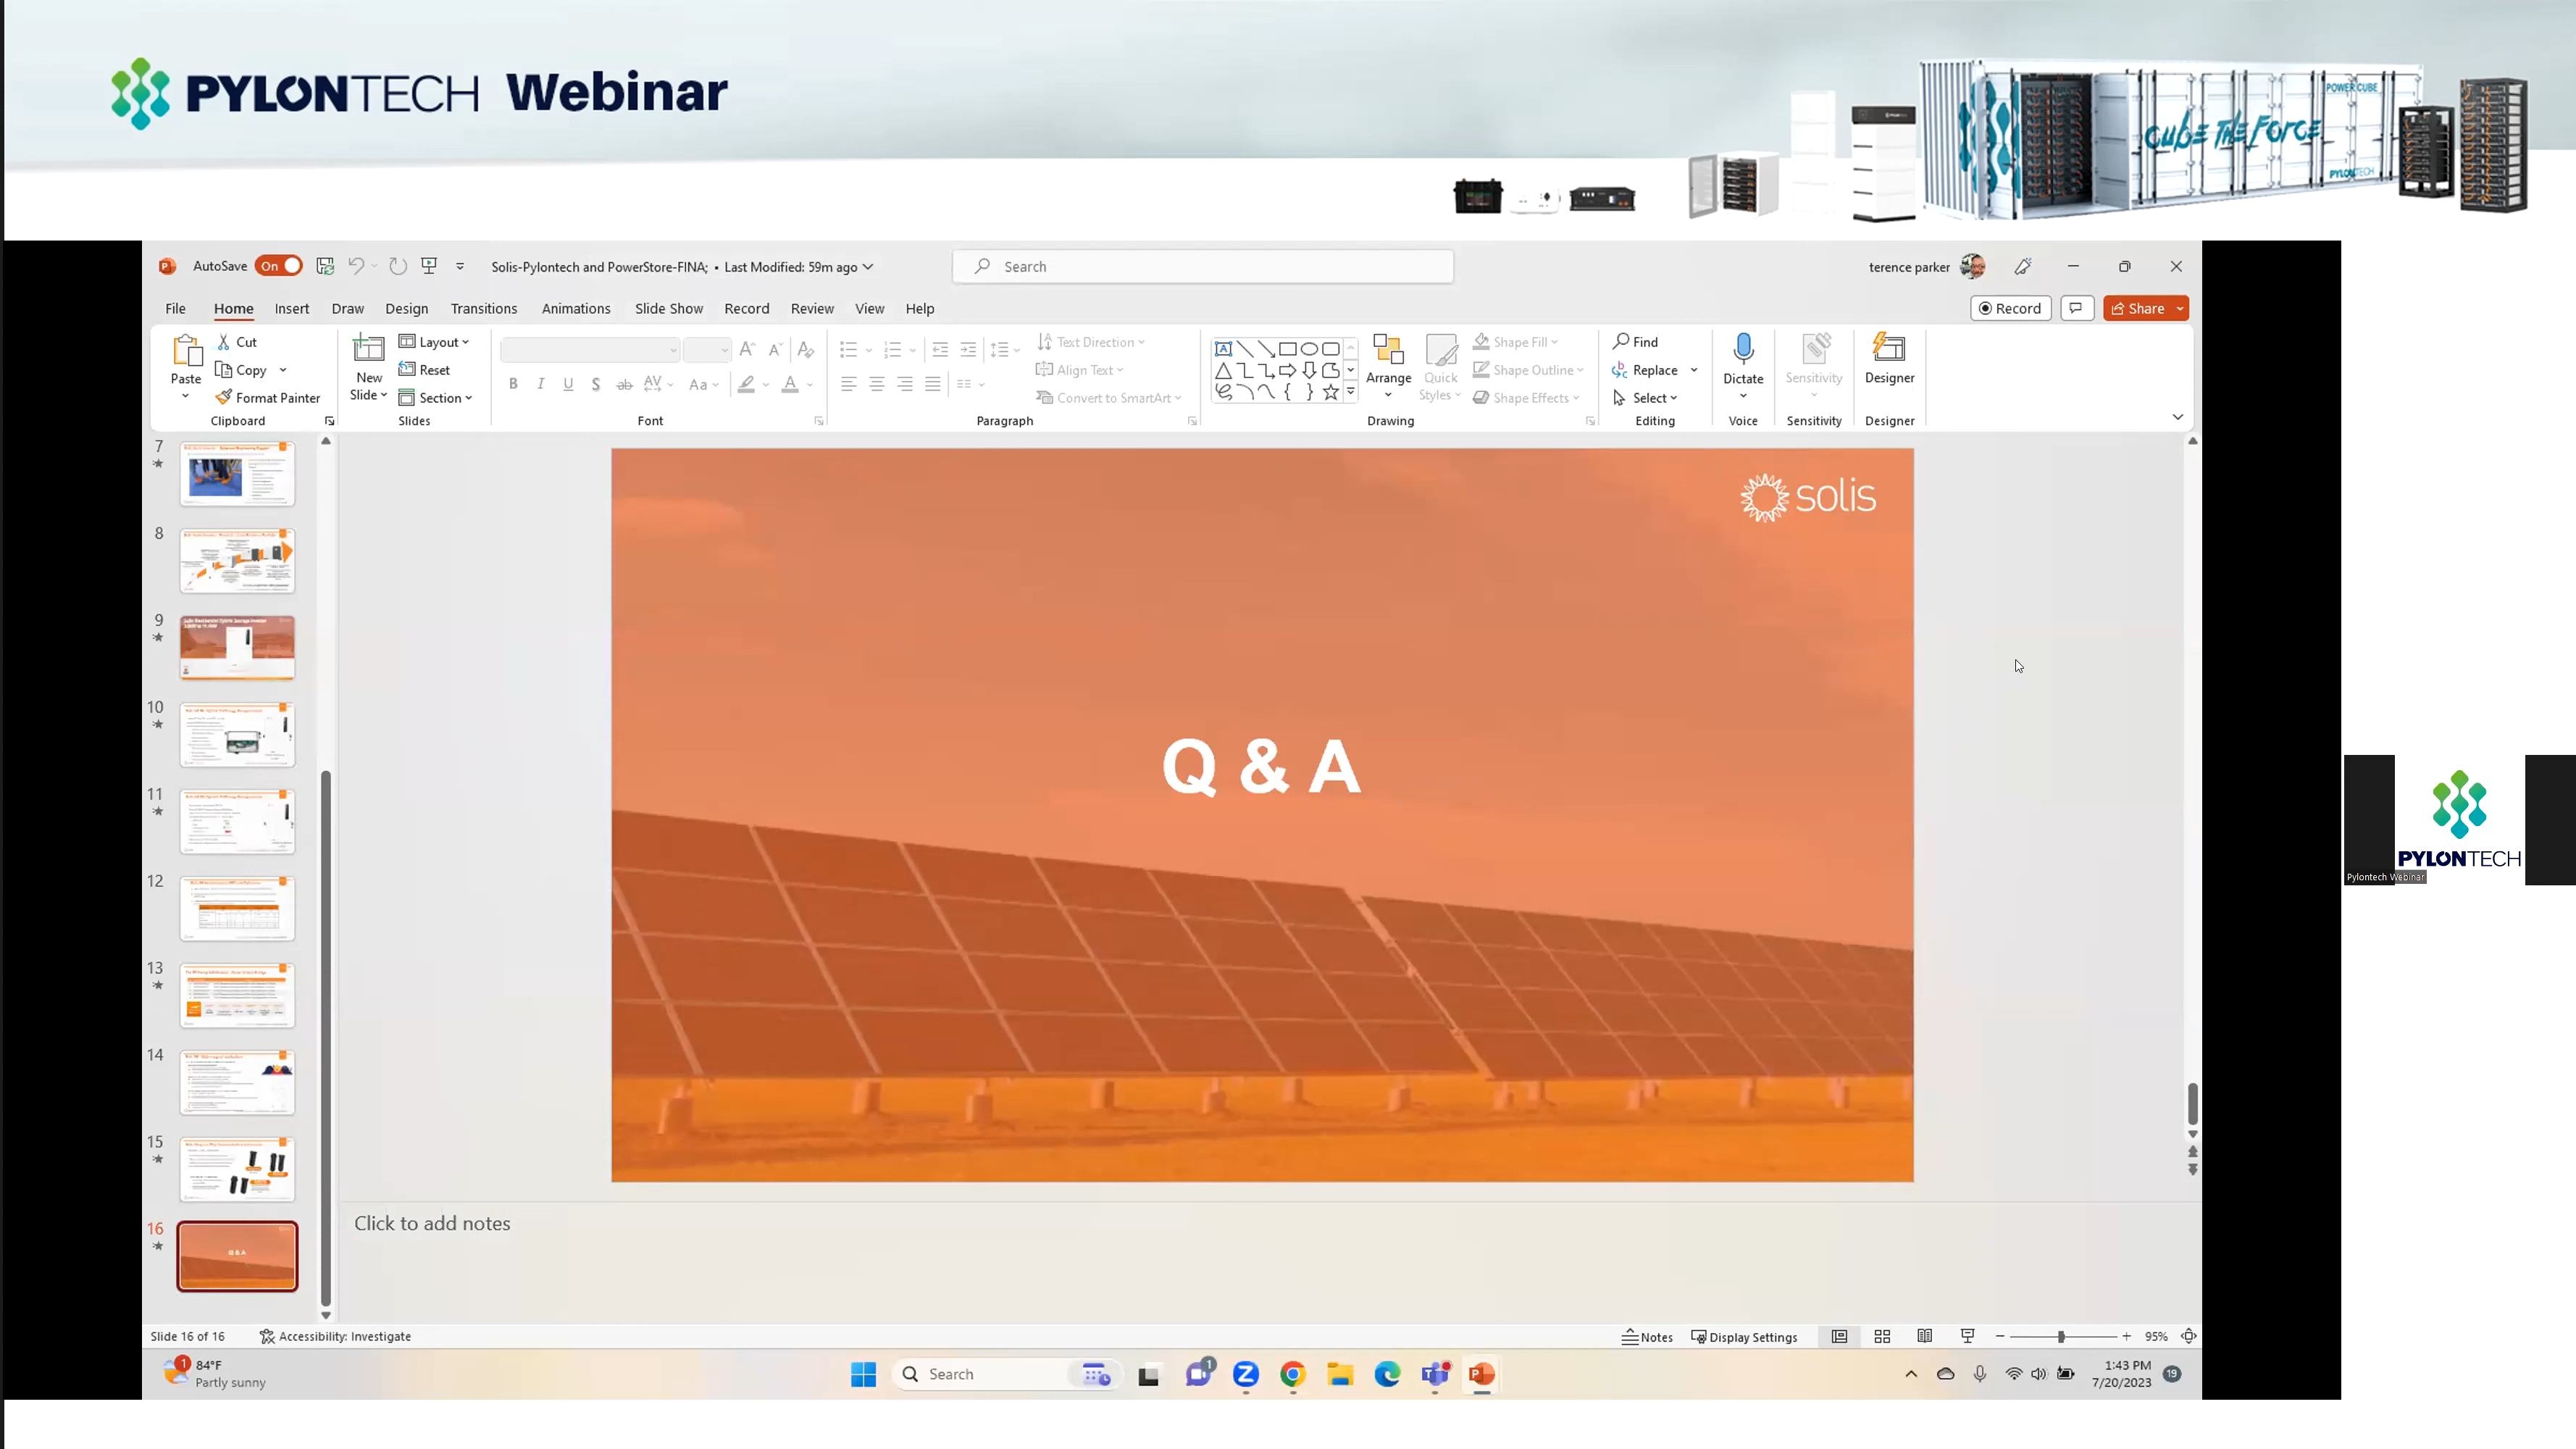 PYLONTECH Webinar
POWER CUBE
CUBE THE FORCE
PYLONTECH
AutoSave On Solis-Pylontech and PowerStore-FINA; • Last Modified: 59m ago Search terence parker
File Home Insert Draw Design Transitions Animations Slide Show Record Review View Help Record Share
Paste Cut Copy Format Painter
Clipboard
New Slide Layout Reset Section
Slides
B I U S ab AV Aa A
Font
Text Direction
Align Text
Convert to SmartArt
Paragraph
Arrange Quick Styles Shape Fill
Shape Outline
Shape Effects
Drawing
Find
Replace
Select
Editing
Dictate
Voice
Sensitivity
Sensitivity
Designer
Designer
7
8
9
10
11
12
13
14
15
16
Q & A
solis
Q & A
Click to add notes
PYLONTECH
Pylontech Webinar
Slide 16 of 16 Accessibility: Investigate Notes Display Settings 95%
1 84°F
Partly sunny
Search
1
1:43 PM
7/20/2023
19